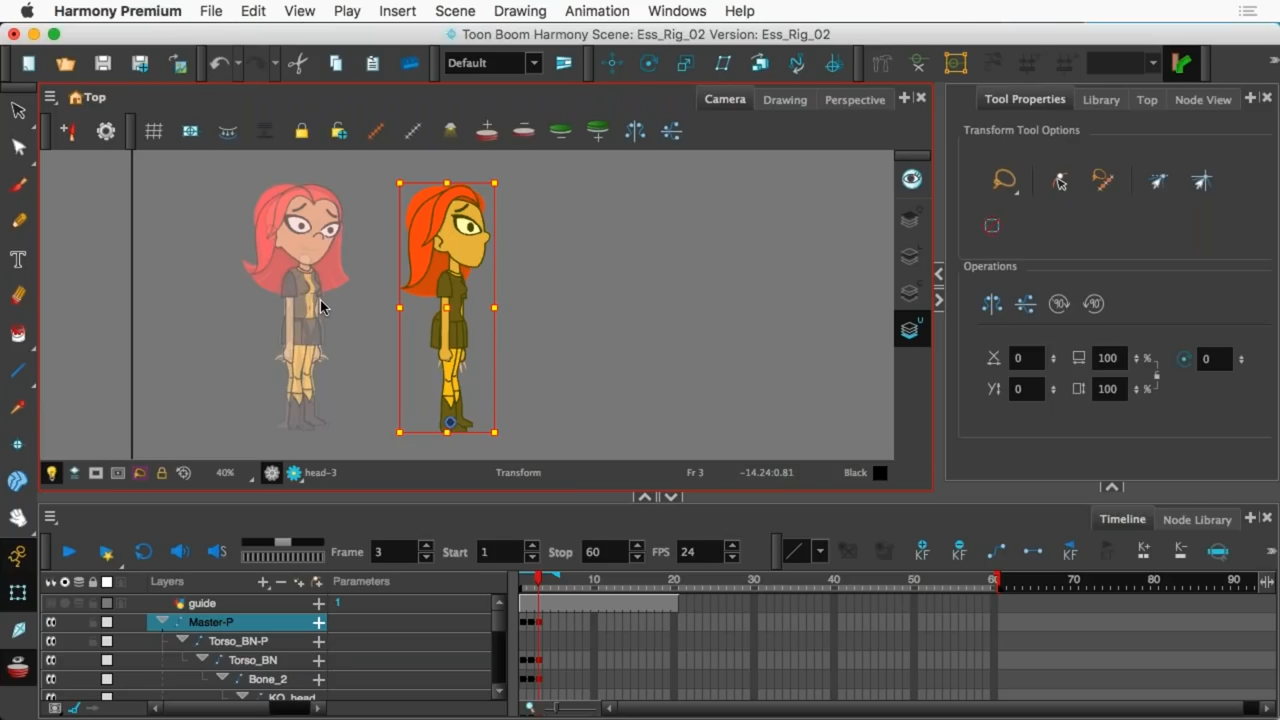 Harmony Premium File Edit View Play Insert Scene Drawing Animation Windows Help
Toon Boom Harmony Scene: Ess_Rig_02 Version: Ess_Rig_02
Default
Top
Camera Drawing Perspective
Tool Properties Library Top Node View
Transform Tool Options
Operations
90 90
X 0 100 % 0
Y 0 100 %
40% head-3 Transform Fr 3 -14.24:0.81 Black
Timeline Node Library
Frame 3 Start 1 Stop 60 FPS 24 KF KF KF K+ K-
Layers Parameters 10 20 30 40 50 60 70 80 90
guide 1
Master-P
Torso_BN-P
Torso_BN
Bone_2
KO_head